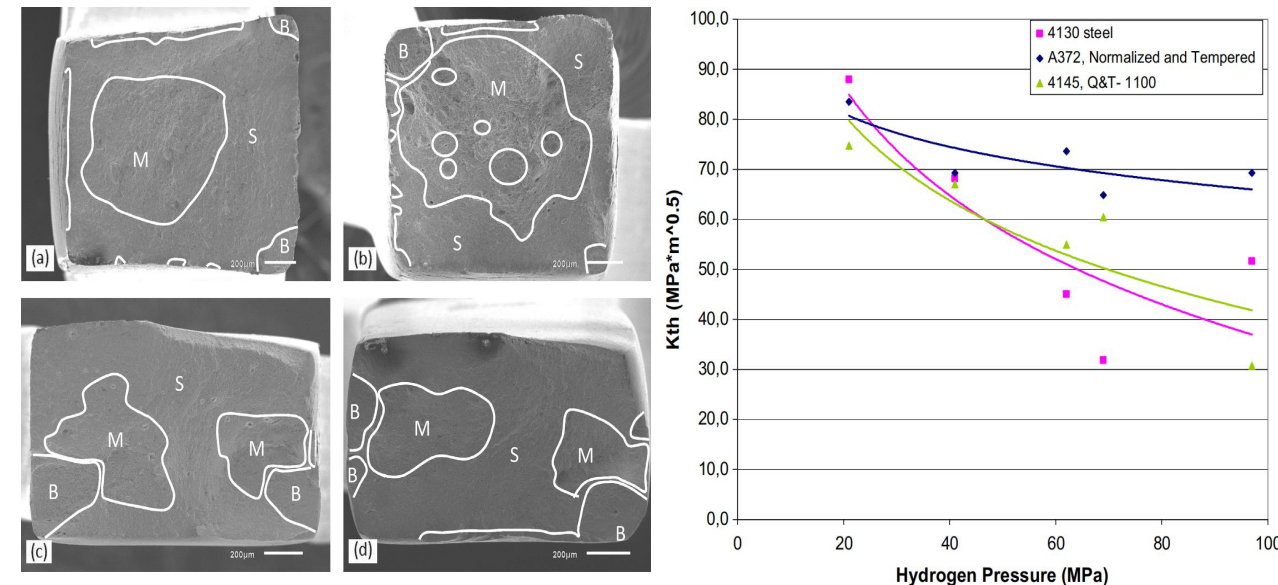 B
M
S
B
(a)
200µm
B
S
M
S
(b)
200µm
S
M
M
B
B
(c)
200µm
B
M
S
M
B
B
(d)
200µm
100,0
90,0
80,0
70,0
60,0
50,0
40,0
30,0
20,0
10,0
0,0
Kth (MPa*m^0.5)
4130 steel
A372, Normalized and Tempered
4145, Q&T- 1100
0 20 40 60 80 100
Hydrogen Pressure (MPa)